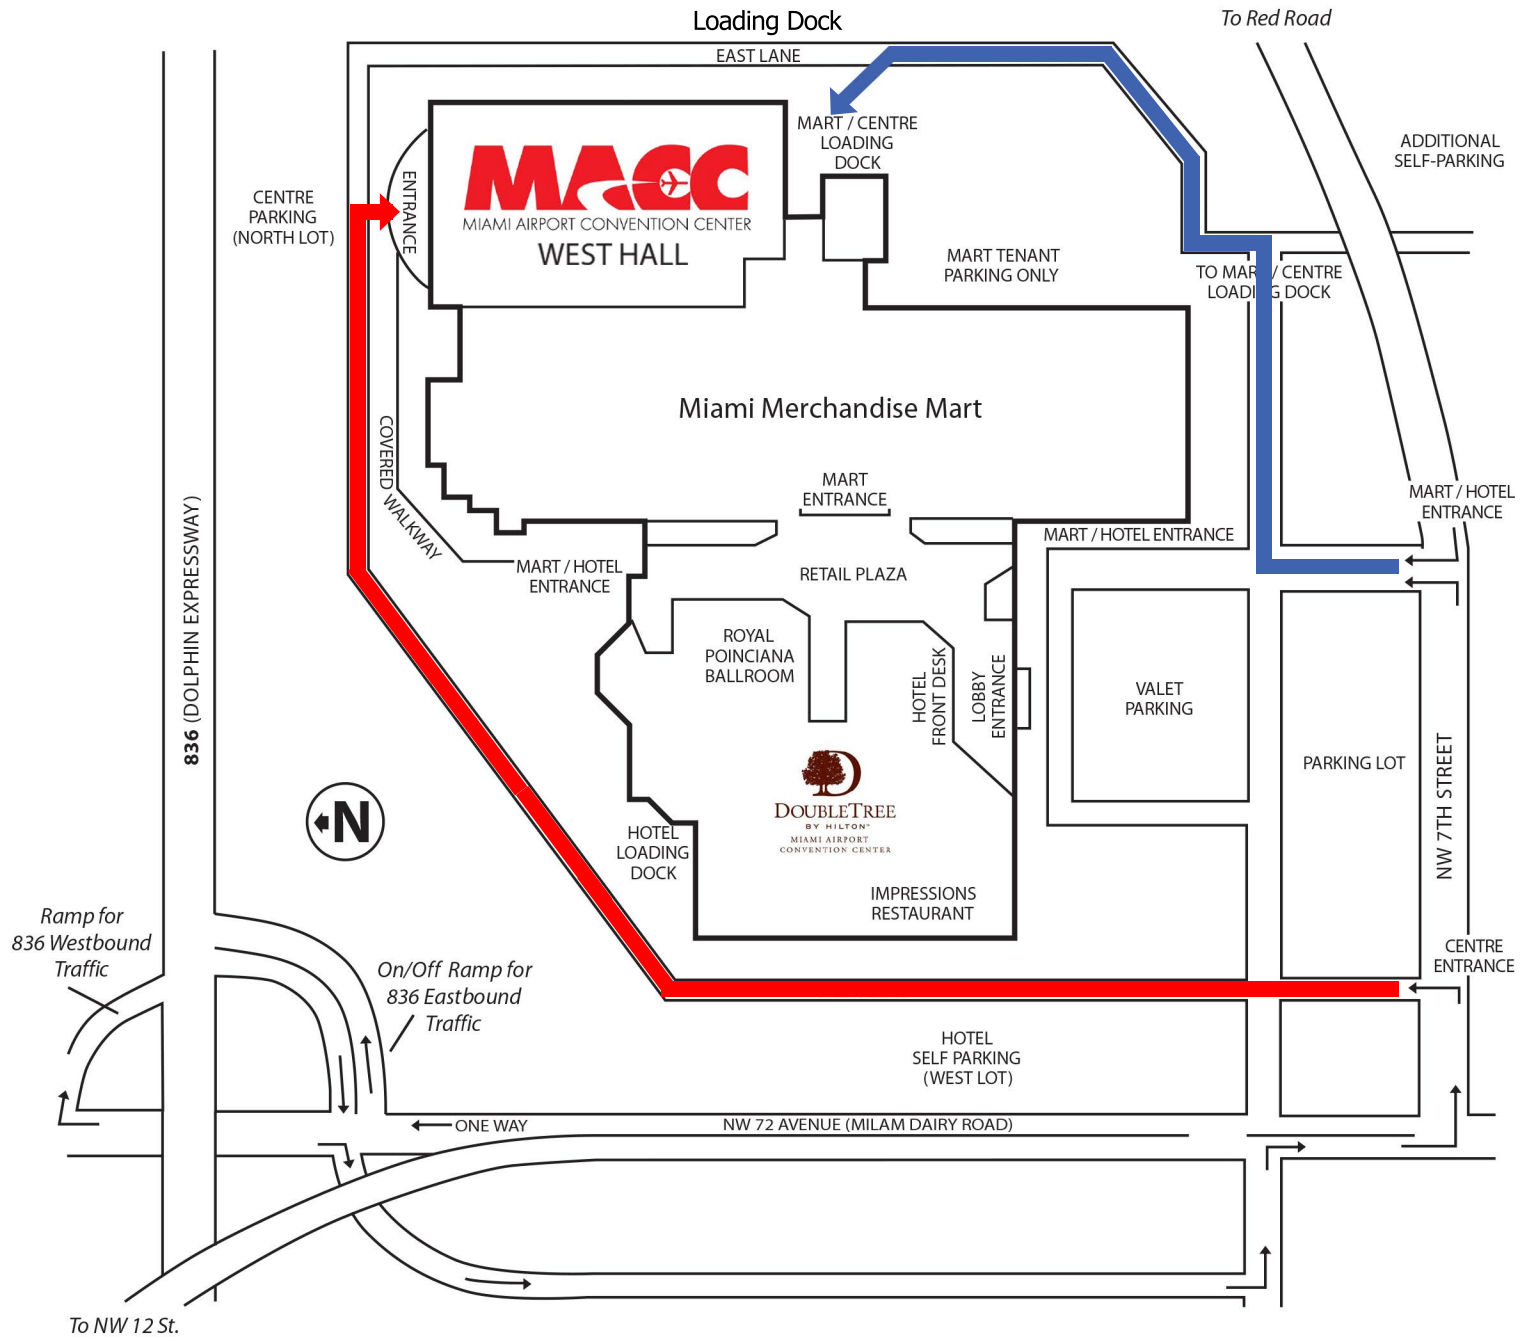 Loading Dock
To Red Road
EAST LANE
MART / CENTRE
LOADING
DOCK
ADDITIONAL
SELF-PARKING
ENTRANCE
MACC
MIAMI AIRPORT CONVENTION CENTER
WEST HALL
CENTRE
PARKING
(NORTH LOT)
MART TENANT
PARKING ONLY
TO MART / CENTRE
LOADING DOCK
Miami Merchandise Mart
COVERED WALKWAY
MART
ENTRANCE
MART / HOTEL
ENTRANCE
MART / HOTEL ENTRANCE
MART / HOTEL
ENTRANCE
RETAIL PLAZA
836 (DOLPHIN EXPRESSWAY)
ROYAL
POINCIANA
BALLROOM
HOTEL
FRONT DESK
LOBBY
ENTRANCE
VALET
PARKING
PARKING LOT
NW 7TH STREET
N
D
DOUBLETREE
BY HILTON™
MIAMI AIRPORT
CONVENTION CENTER
HOTEL
LOADING
DOCK
IMPRESSIONS
RESTAURANT
Ramp for
836 Westbound
Traffic
On/Off Ramp for
836 Eastbound
Traffic
CENTRE
ENTRANCE
HOTEL
SELF PARKING
(WEST LOT)
ONE WAY
NW 72 AVENUE (MILAM DAIRY ROAD)
To NW 12 St.